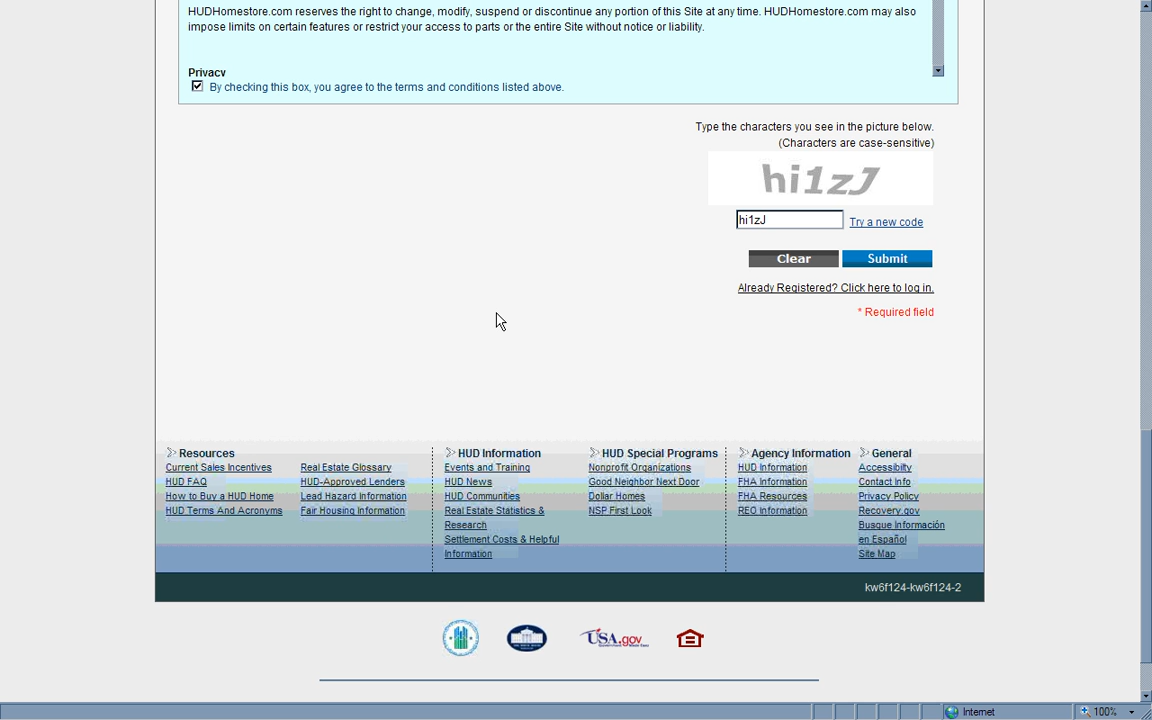 HUDHomestore.com reserves the right to change, modify, suspend or discontinue any portion of this Site at any time. HUDHomestore.com may also
impose limits on certain features or restrict your access to parts or the entire Site without notice or liability.
Privacy
By checking this box, you agree to the terms and conditions listed above.
Type the characters you see in the picture below.
(Characters are case-sensitive)
hi1zJ
hi1zJ
Try a new code
Clear
Submit
Already Registered? Click here to log in.
* Required field
Resources
Current Sales Incentives
HUD FAQ
How to Buy a HUD Home
HUD Terms And Acronyms
Real Estate Glossary
HUD-Approved Lenders
Lead Hazard Information
Fair Housing Information
HUD Information
Events and Training
HUD News
HUD Communities
Real Estate Statistics &
Research
Settlement Costs & Helpful
Information
HUD Special Programs
Nonprofit Organizations
Good Neighbor Next Door
Dollar Homes
NSP First Look
Agency Information
HUD Information
FHA Information
FHA Resources
REO Information
General
Accessibilty
Contact Info
Privacy Policy
Recovery.gov
Busque Información
en Español
Site Map
kw6f124-kw6f124-2
USA.gov
Internet
100%